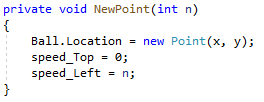 private void NewPoint(int n)
{
    Ball.Location = new Point(x, y);
    speed_Top = 0;
    speed_Left = n;
}